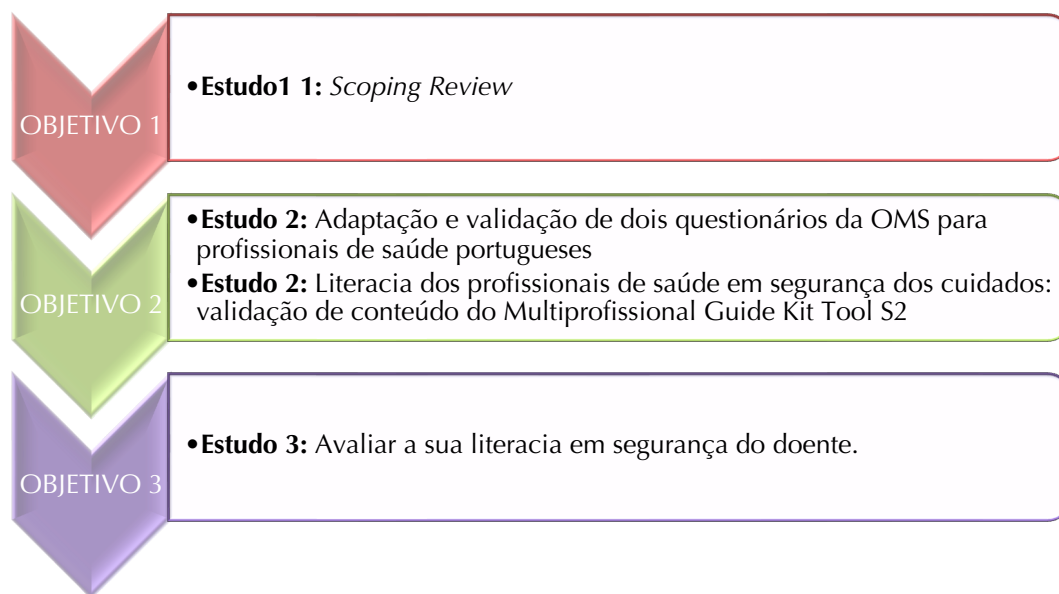 OBJETIVO 1
•Estudo1 1: Scoping Review
OBJETIVO 2
•Estudo 2: Adaptação e validação de dois questionários da OMS para
profissionais de saúde portugueses
•Estudo 2: Literacia dos profissionais de saúde em segurança dos cuidados:
validação de conteúdo do Multiprofissional Guide Kit Tool S2
OBJETIVO 3
•Estudo 3: Avaliar a sua literacia em segurança do doente.